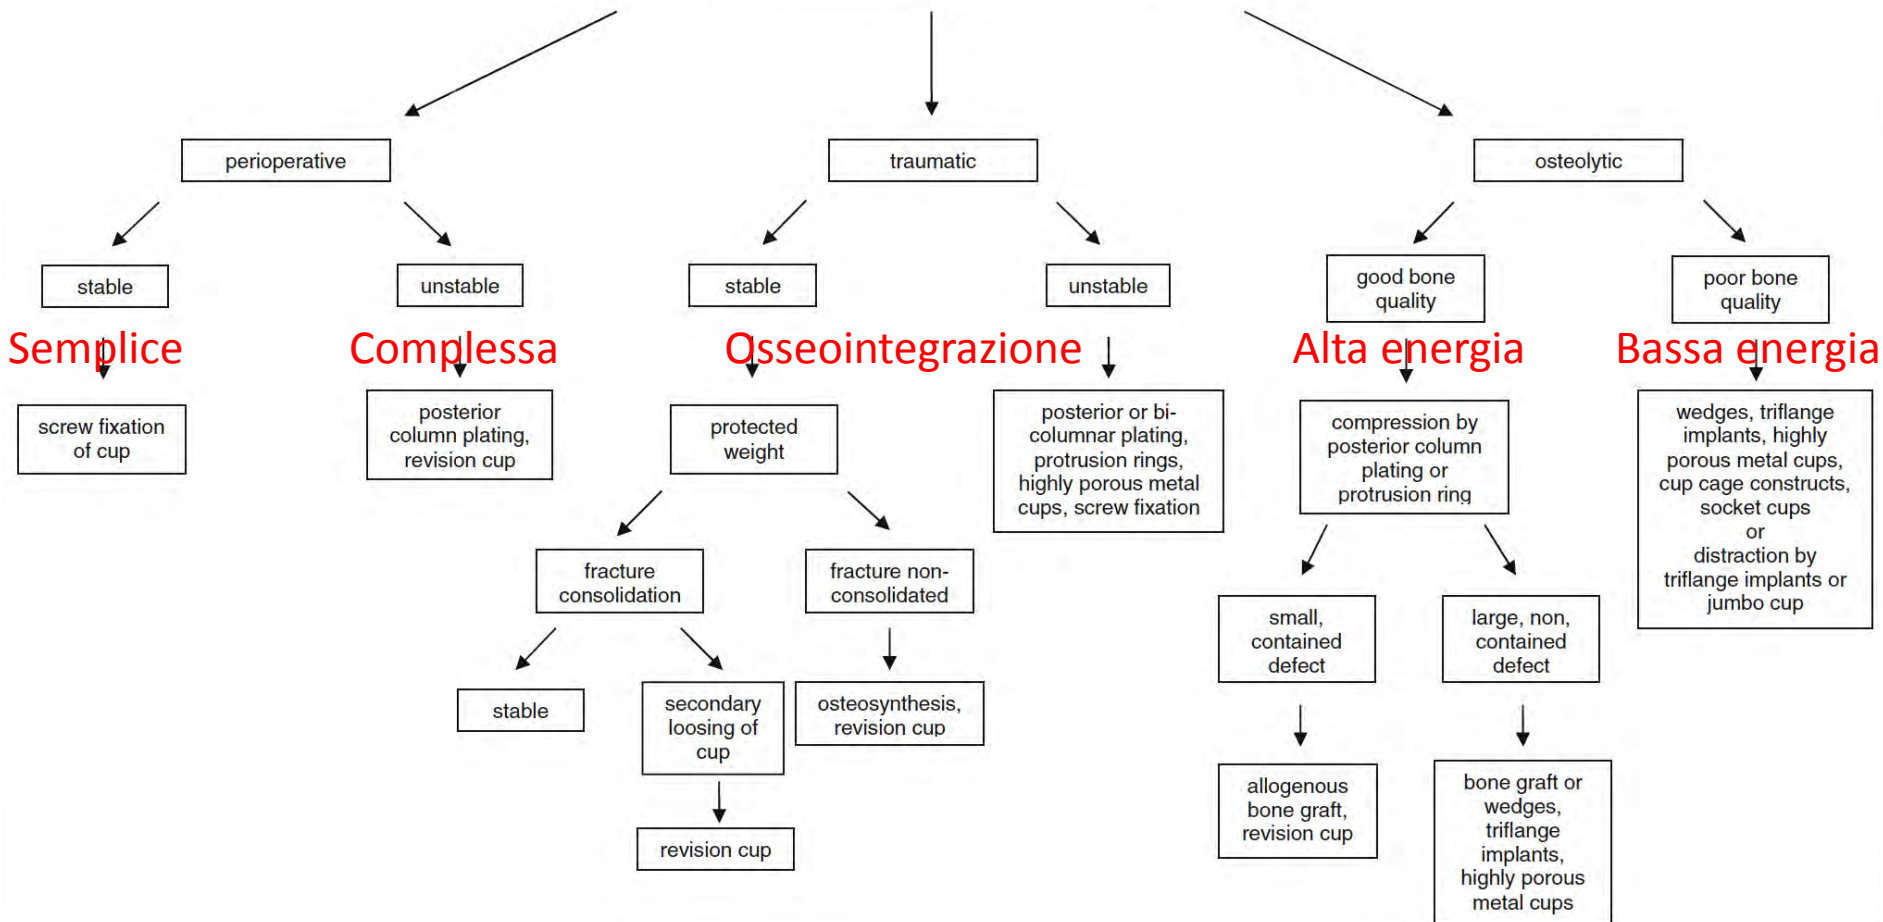 perioperative
traumatic
osteolytic
stable
unstable
stable
unstable
good bone
quality
poor bone
quality
Semplice
Complessa
Osseointegrazione
Alta energia
Bassa energia
screw fixation
of cup
posterior
column plating,
revision cup
protected
weight
posterior or bi-
columnar plating,
protrusion rings,
highly porous metal
cups, screw fixation
compression by
posterior column
plating or
protrusion ring
wedges, triflange
implants, highly
porous metal cups,
cup cage constructs,
socket cups
or
distraction by
triflange implants or
jumbo cup
fracture
consolidation
fracture non-
consolidated
small,
contained
defect
large, non,
contained
defect
stable
secondary
loosing of
cup
osteosynthesis,
revision cup
allogenous
bone graft,
revision cup
bone graft or
wedges,
triflange
implants,
highly porous
metal cups
revision cup